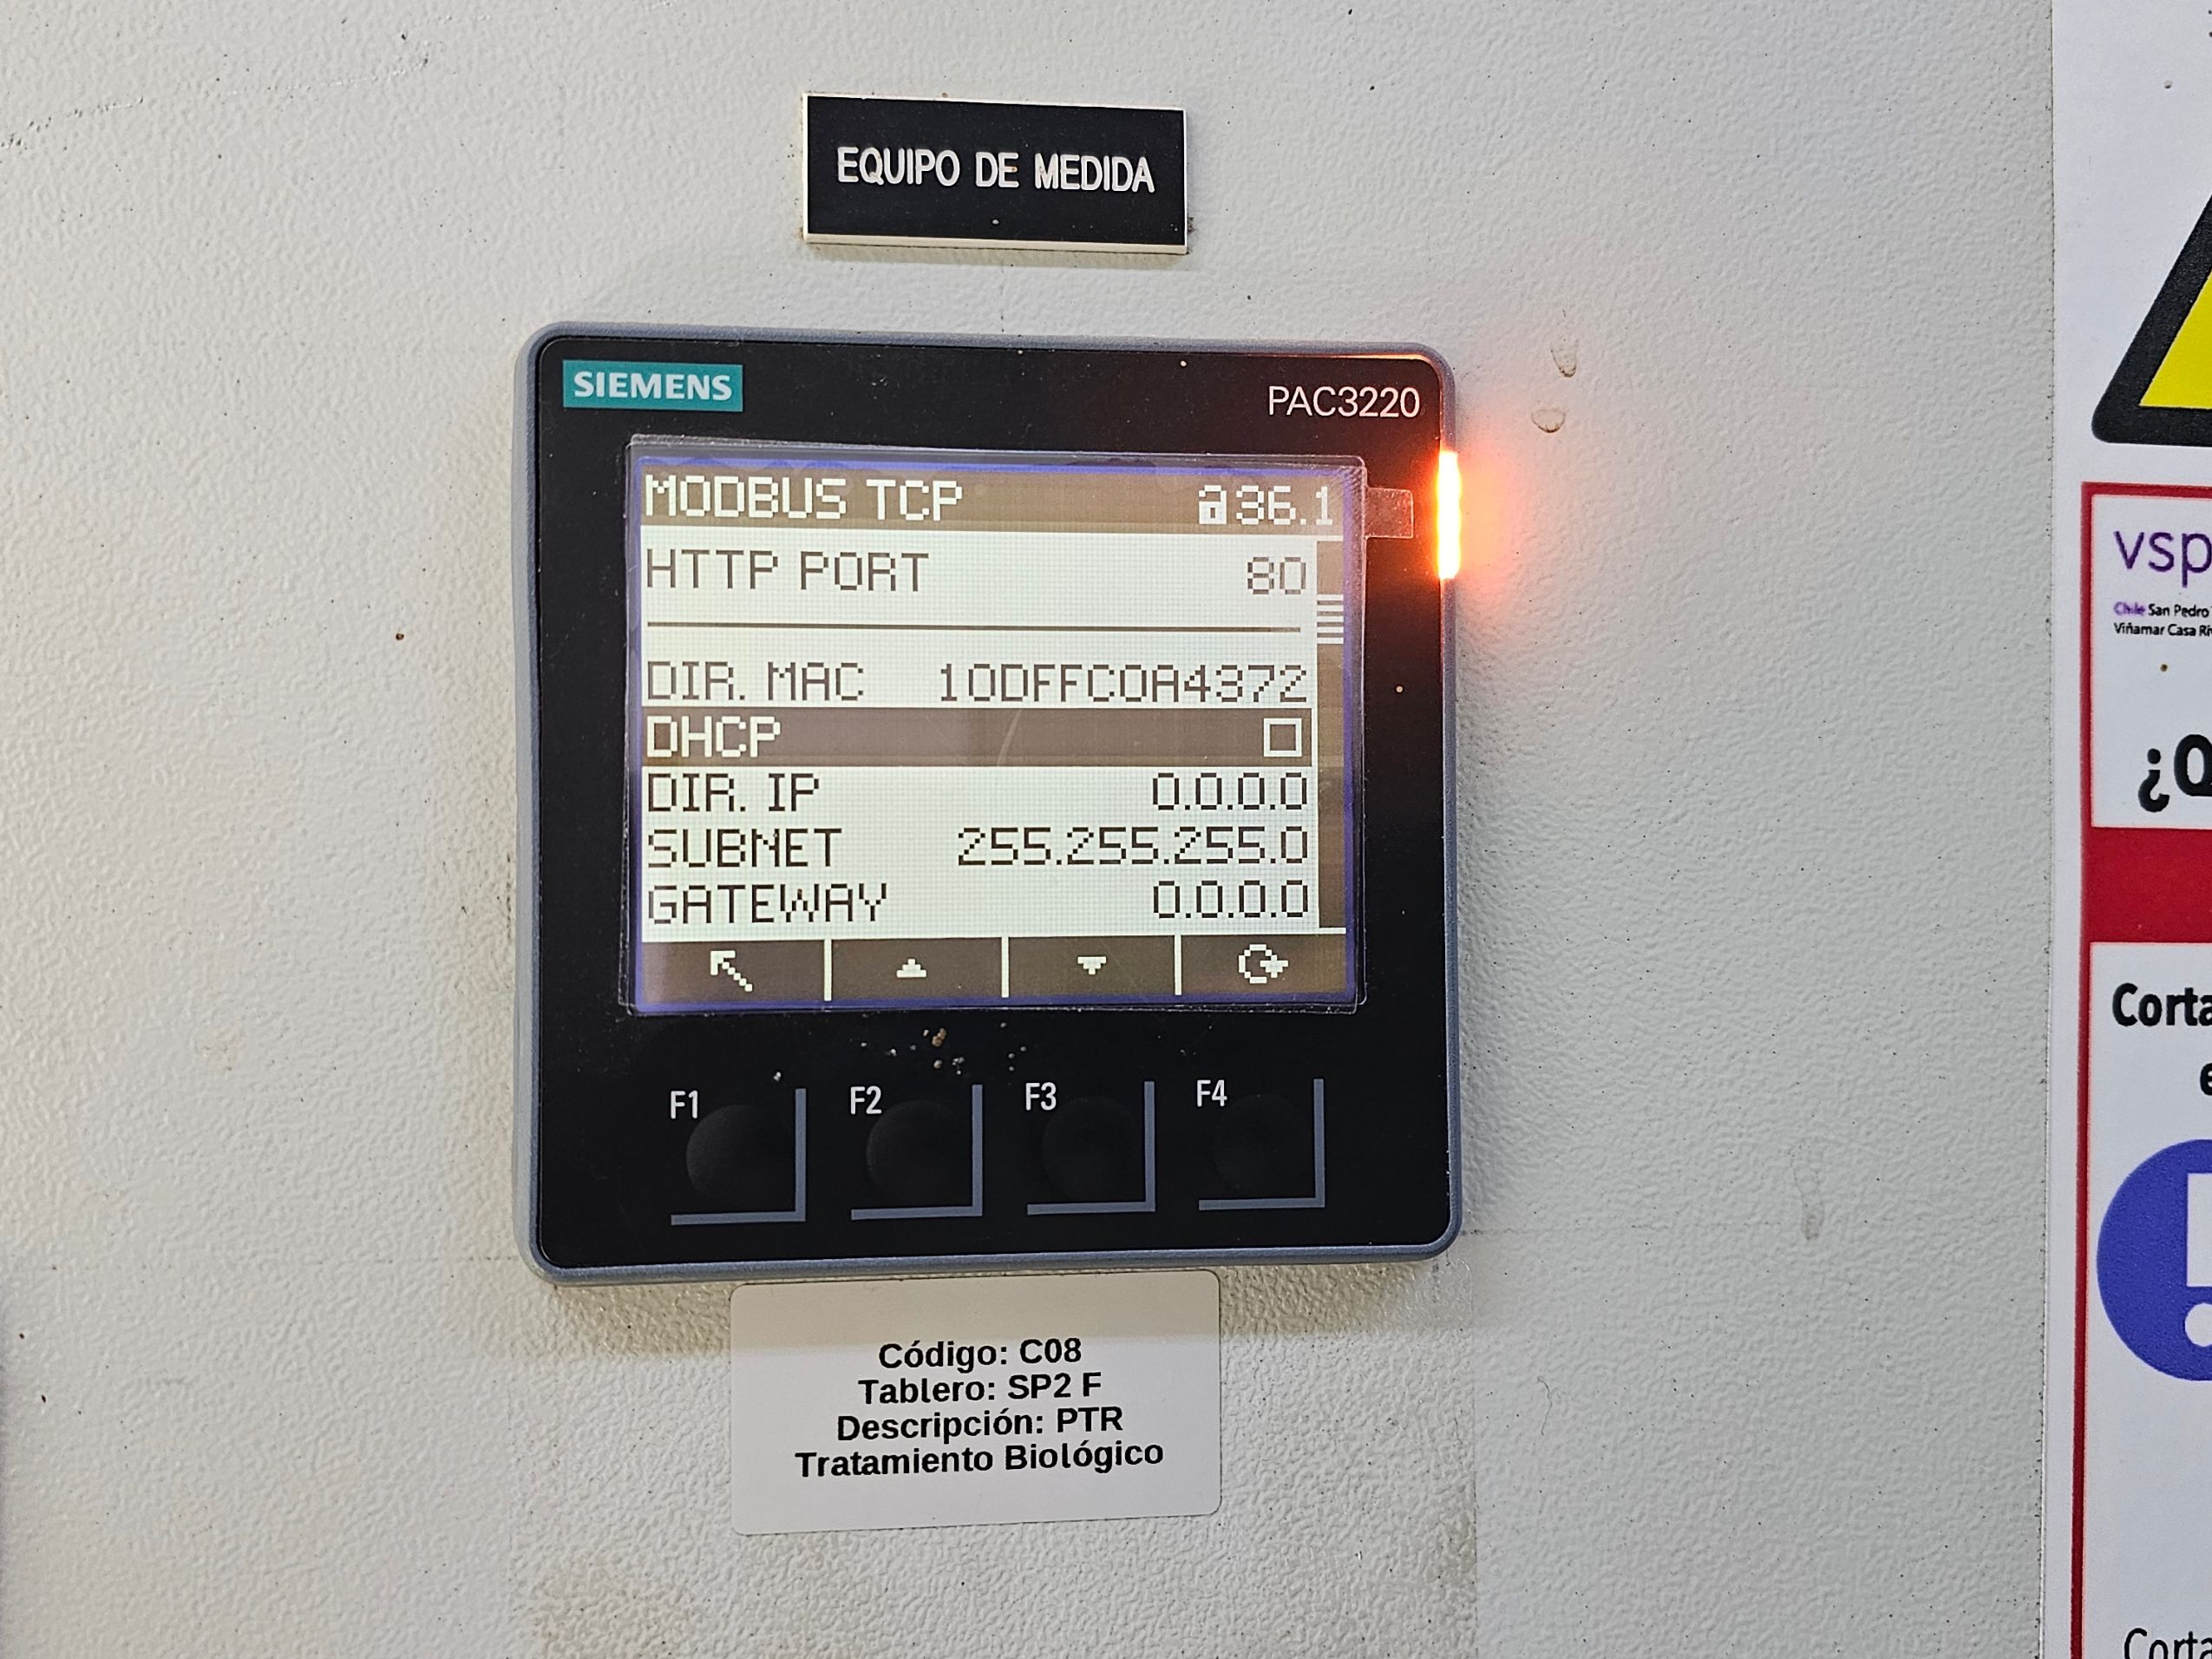 EQUIPO DE MEDIDA
SIEMENS
PAC3220
MODBUS TCP 36.1
HTTP PORT 80
DIR. MAC 10DFFC0A4372
DHCP
DIR. IP 0.0.0.0
SUBNET 255.255.255.0
GATEWAY 0.0.0.0
F1 F2 F3 F4
Código: C08
Tablero: SP2 F
Descripción: PTR
Tratamiento Biológico
vsp
Chile San Pedro
Viñamar Casa